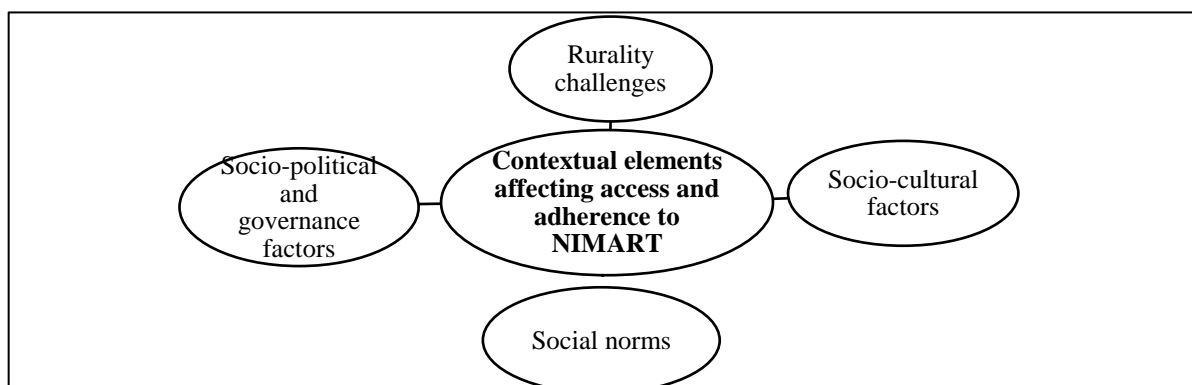 Rurality
challenges
Socio-political
and
governance
factors
Contextual elements
affecting access and
adherence to
NIMART
Socio-cultural
factors
Social norms